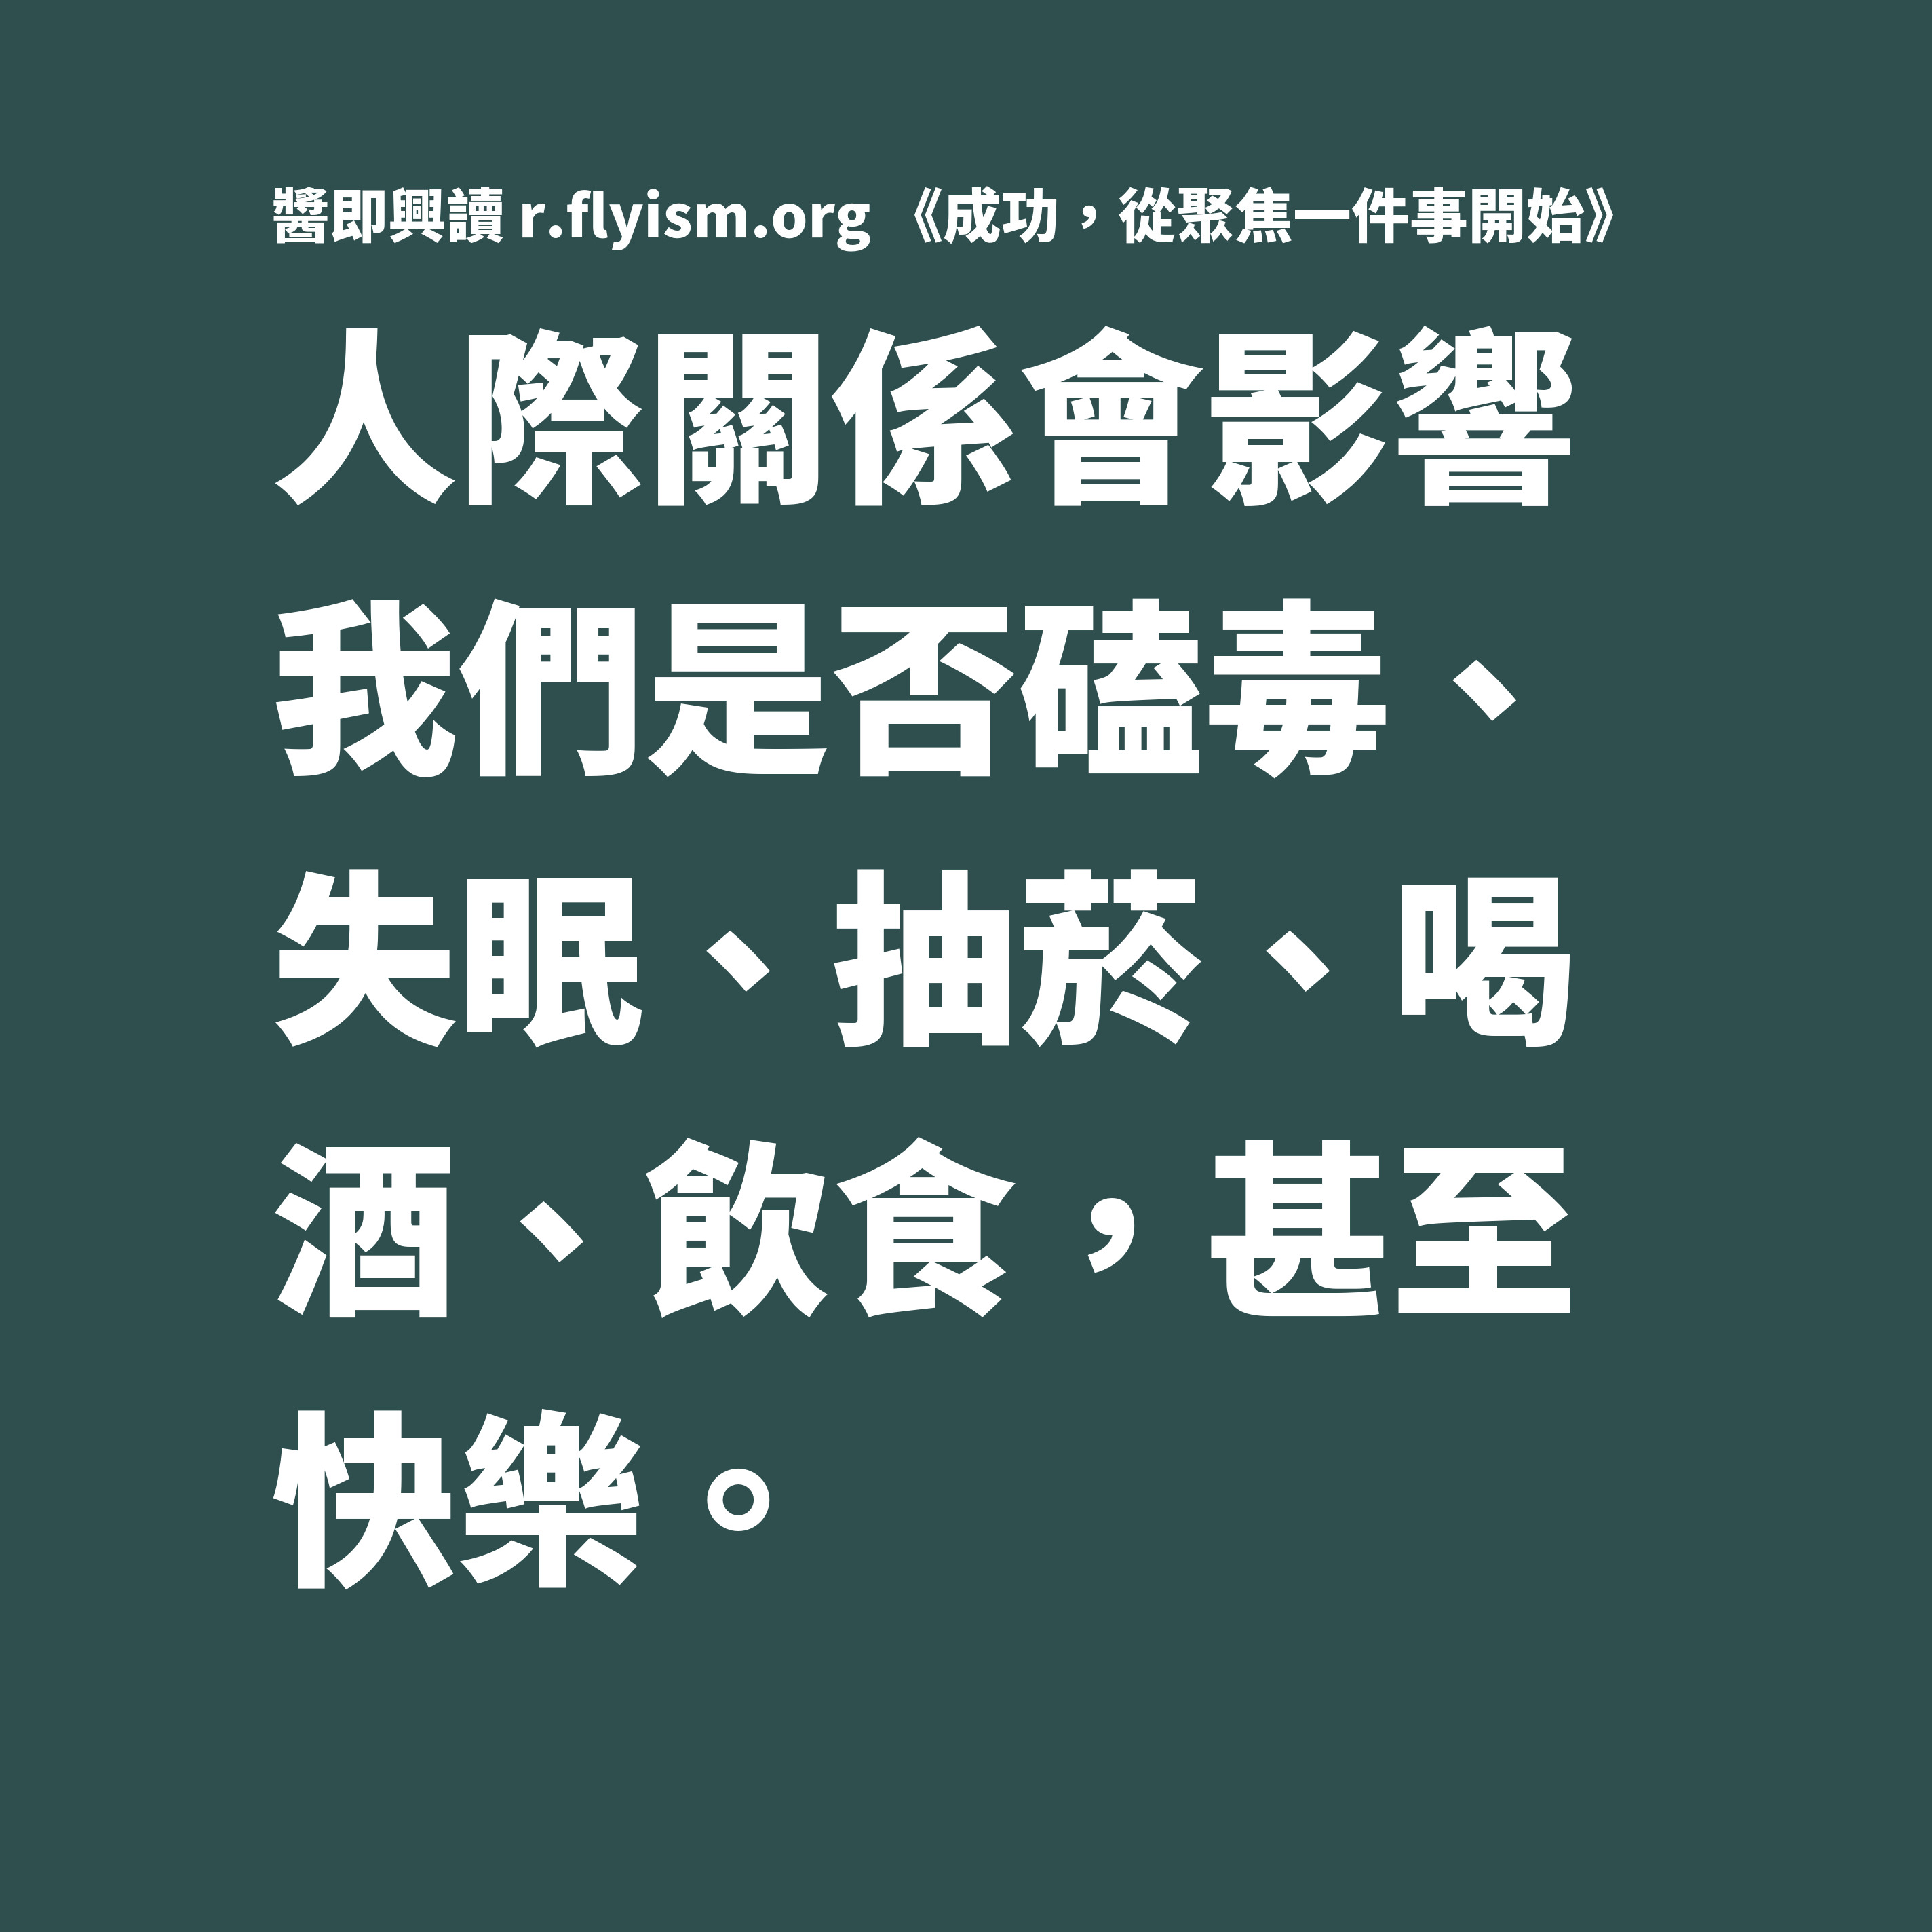 翳即閱讀 r.flyism.org《成功，從聚焦一件事開始》
人際關係會影響
我們是否磕毒、
失眠、抽菸、喝
酒、飲食，甚至
快樂。